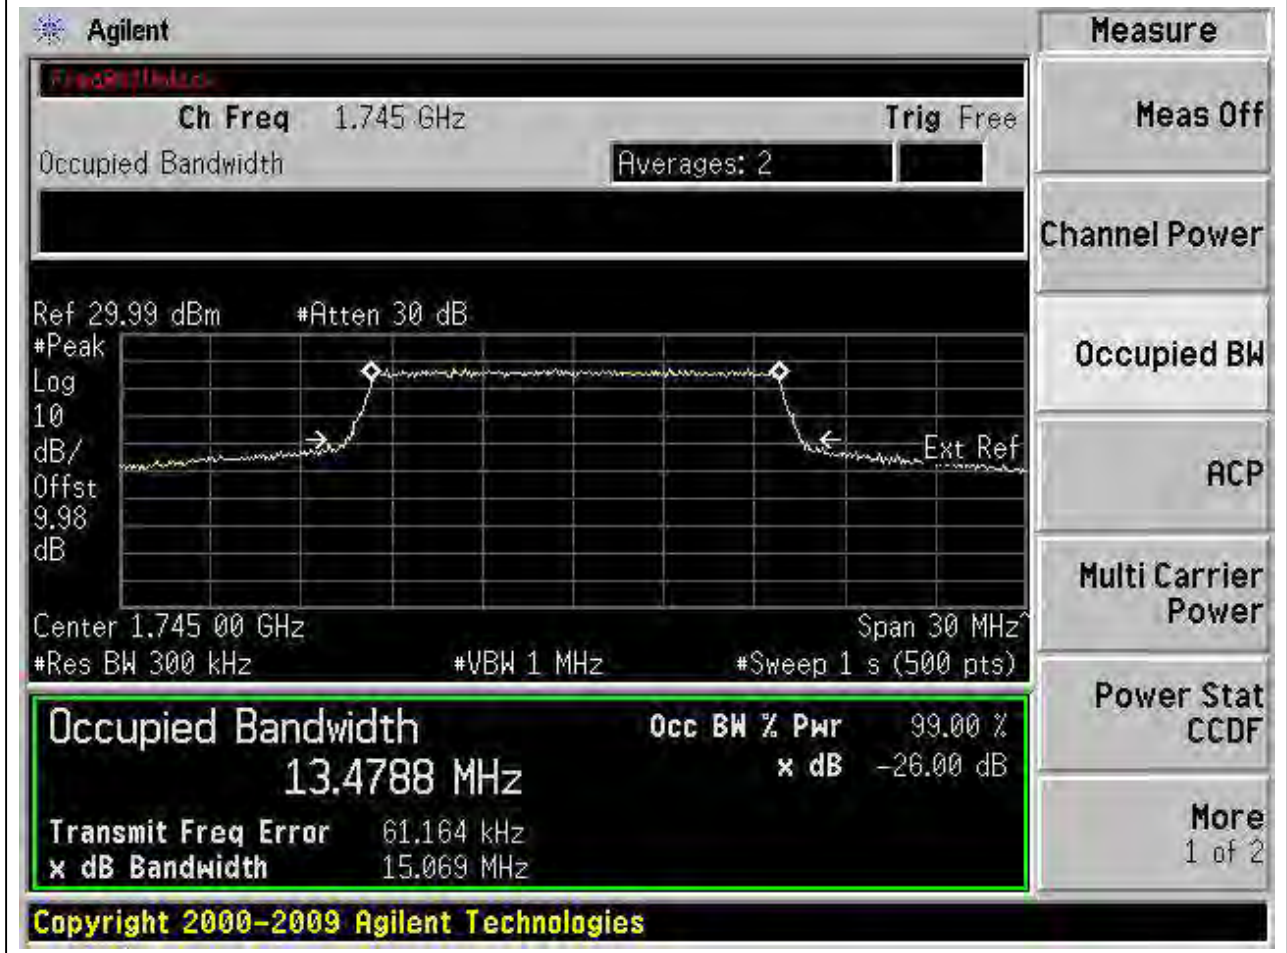 Agilent
Measure
Ch Freq 1.745 GHz Trig Free
Occupied Bandwidth Averages: 2
Meas Off
Channel Power
Occupied BW
ACP
Multi Carrier
Power
Power Stat
CCDF
More
1 of 2
Ref 29.99 dBm #Atten 30 dB
#Peak
Log
10
dB/
Offst
9.98
dB
Ext Ref
Center 1.745 00 GHz Span 30 MHz^
#Res BW 300 kHz #VBW 1 MHz #Sweep 1 s (500 pts)
Occupied Bandwidth Occ BW % Pwr 99.00 %
13.4788 MHz x dB -26.00 dB
Transmit Freq Error 61.164 kHz
x dB Bandwidth 15.069 MHz
Copyright 2000-2009 Agilent Technologies